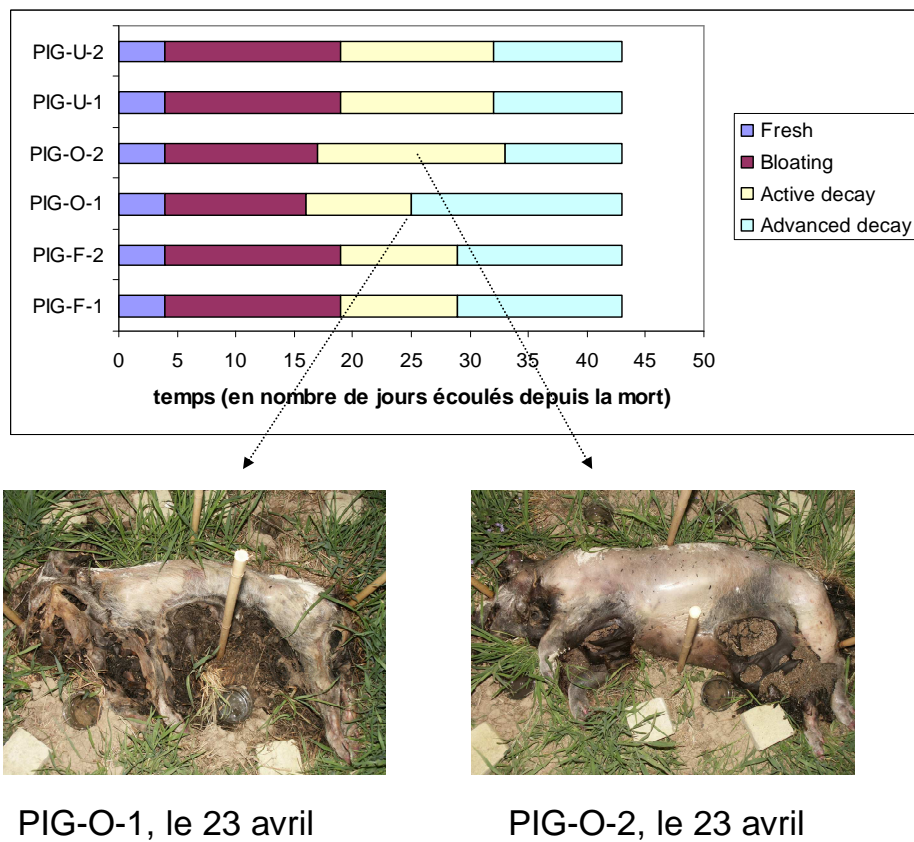 PIG-U-2
PIG-U-1
PIG-O-2
PIG-O-1
PIG-F-2
PIG-F-1
0 5 10 15 20 25 30 35 40 45 50
temps (en nombre de jours écoulés depuis la mort)
Fresh
Bloating
Active decay
Advanced decay
PIG-O-1, le 23 avril
PIG-O-2, le 23 avril